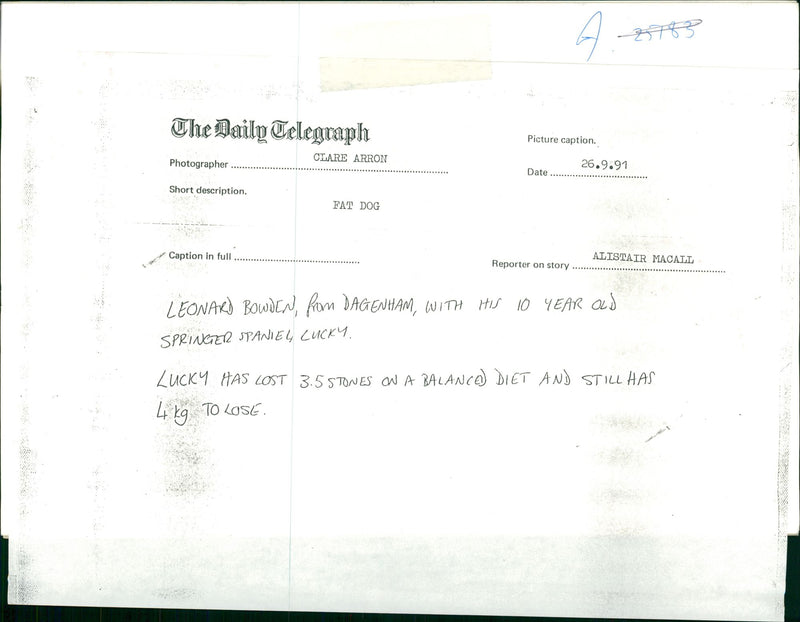 A. 25783
The Daily Telegraph
Picture caption.
Photographer CLARE ARRON
Date 26.9.91
Short description.
FAT DOG
Caption in full
Reporter on story ALISTAIR MACALL
LEONARD BOWDEN, from DAGENHAM, WITH HIS 10 YEAR OLD
SPRINGER SPANIEL, LUCKY.
LUCKY HAS LOST 3.5 STONES ON A BALANCED DIET AND STILL HAS
4 kg TO LOSE.